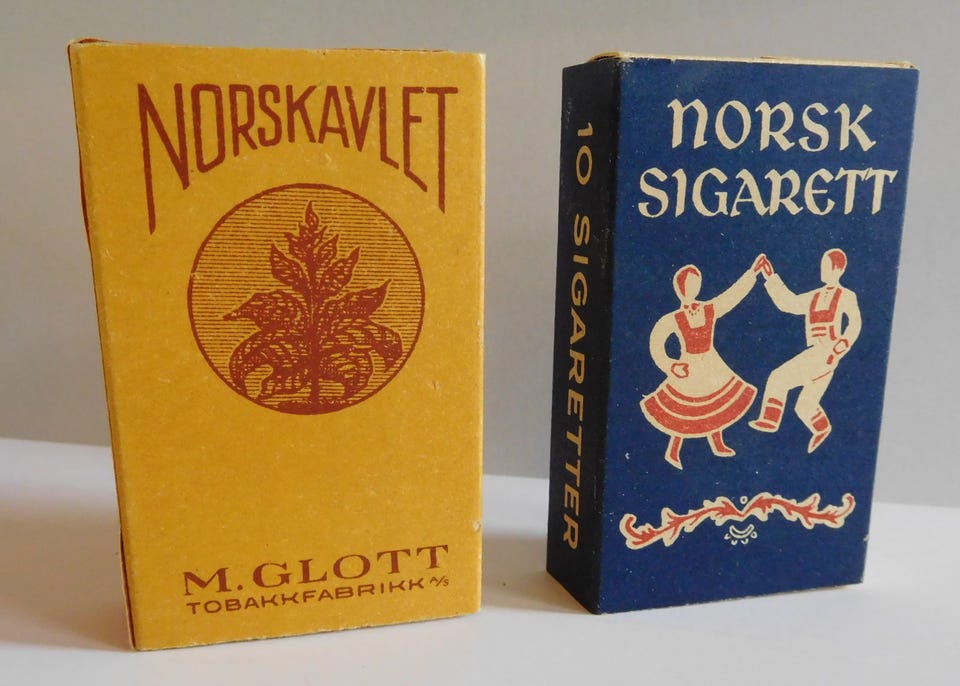 NORSKAVLET
M. GLOTT
TOBAKKFABRIKK A/S
10 SIGARETTER
NORSK
SIGARETT